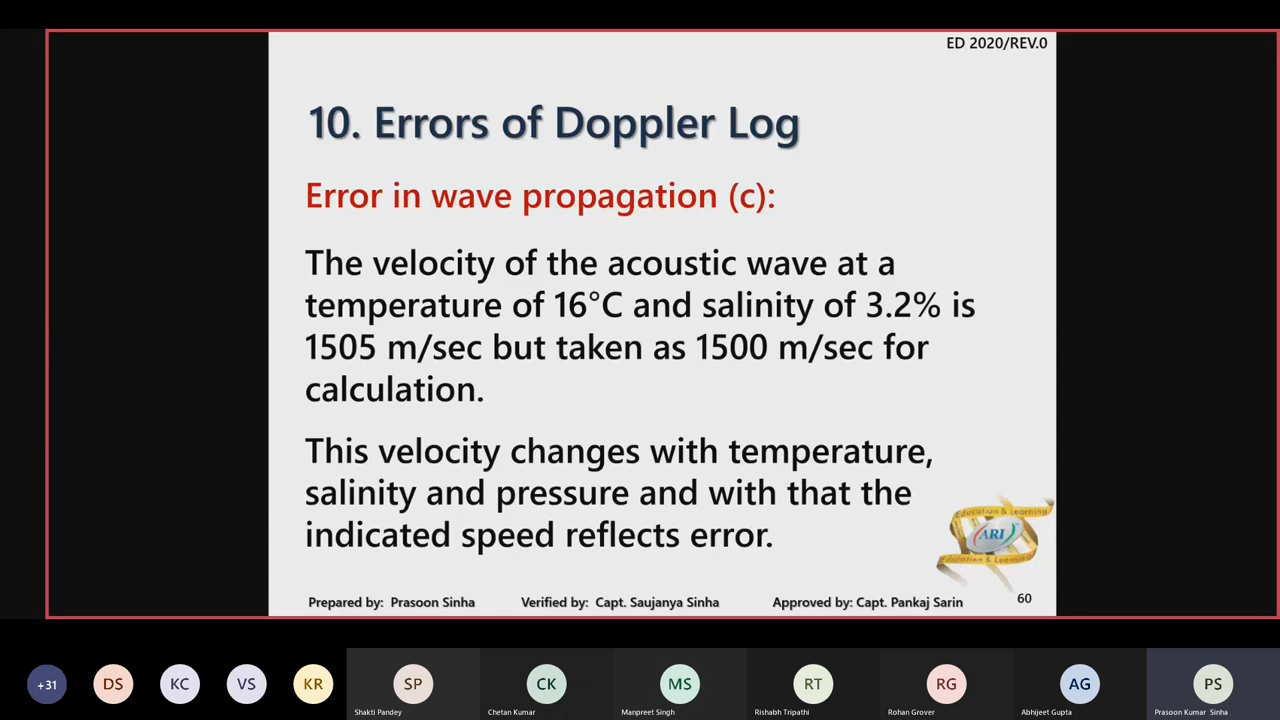 ED 2020/REV.0
10. Errors of Doppler Log
Error in wave propagation (c):
The velocity of the acoustic wave at a
temperature of 16°C and salinity of 3.2% is
1505 m/sec but taken as 1500 m/sec for
calculation.
This velocity changes with temperature,
salinity and pressure and with that the
indicated speed reflects error.
Education & Learning
ARI
Education & Learning
Prepared by: Prasoon Sinha Verified by: Capt. Saujanya Sinha Approved by: Capt. Pankaj Sarin 60
+31 DS KC VS KR SP CK MS RT RG AG PS
Shakti Pandey Chetan Kumar Manpreet Singh Rishabh Tripathi Rohan Grover Abhijeet Gupta Prasoon Kumar Sinha